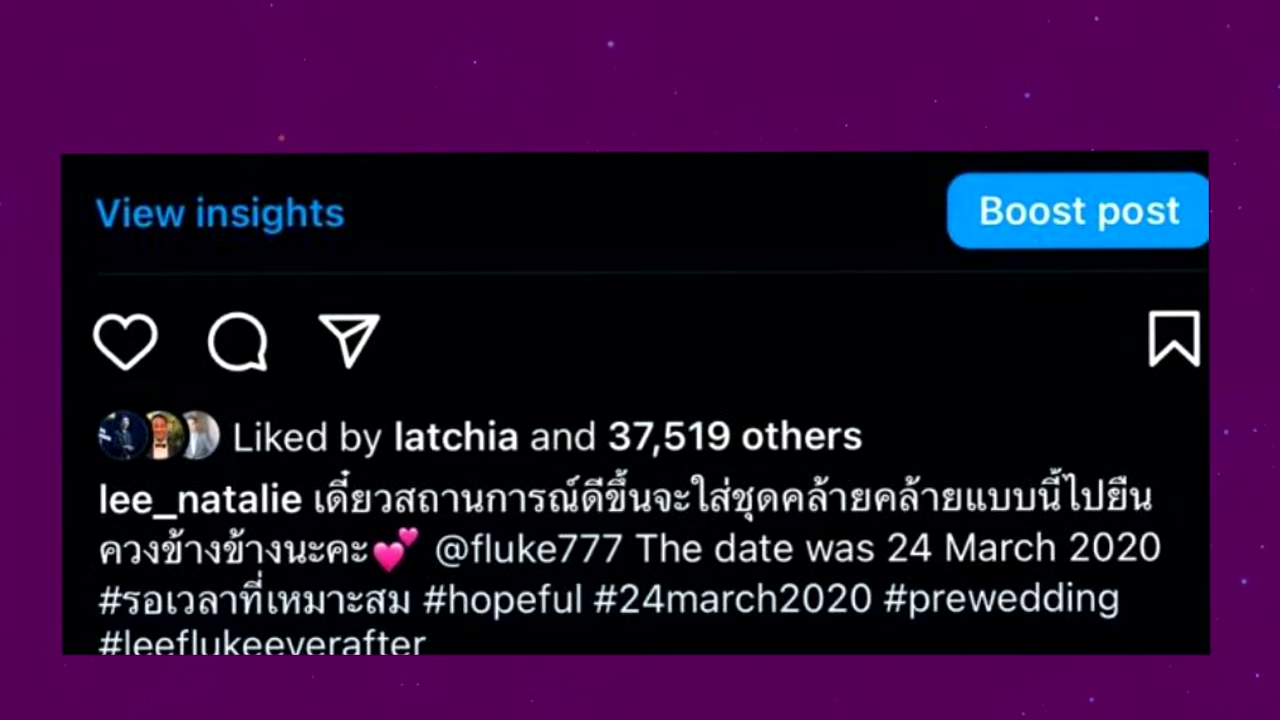 View insights
Boost post
Liked by latchia and 37,519 others
lee_natalie เดี๋ยวสถานการณ์ดีขึ้นจะใส่ชุดคล้ายคล้ายแบบนี้ไปยืน
ควงข้างข้างนะคะ💕 @fluke777 The date was 24 March 2020
#รอเวลาที่เหมาะสม #hopeful #24march2020 #prewedding
#leeflukeeverafter